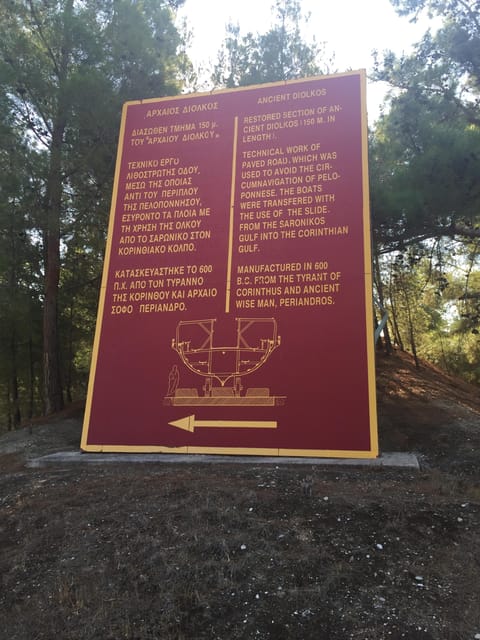 ΑΡΧΑΙΟΣ ΔΙΟΛΚΟΣ
ΔΙΑΣΩΘΕΝ ΤΜΗΜΑ 150 μ.
ΤΟΥ "ΑΡΧΑΙΟΥ ΔΙΟΛΚΟΥ»
ΤΕΧΝΙΚΟ ΕΡΓΟ
ΛΙΘΟΣΤΡΩΤΗΣ ΟΔΟΥ,
ΜΕΣΩ ΤΗΣ ΟΠΟΙΑΣ
ΑΝΤΙ ΤΟΥ ΠΕΡΙΠΛΟΥ
ΤΗΣ ΠΕΛΟΠΟΝΝΗΣΟΥ,
ΕΣΥΡΟΝΤΟ ΤΑ ΠΛΟΙΑ ΜΕ
ΤΗ ΧΡΗΣΗ ΤΗΣ ΟΛΚΟΥ
ΑΠΟ ΤΟ ΣΑΡΩΝΙΚΟ ΣΤΟΝ
ΚΟΡΙΝΘΙΑΚΟ ΚΟΛΠΟ.
ΚΑΤΑΣΚΕΥΑΣΤΗΚΕ ΤΟ 600
Π.Χ. ΑΠΟ ΤΟΝ ΤΥΡΑΝΝΟ
ΤΗΣ ΚΟΡΙΝΘΟΥ ΚΑΙ ΑΡΧΑΙΟ
ΣΟΦΟ ΠΕΡΙΑΝΔΡΟ.
ANCIENT DIOLKOS
RESTORED SECTION OF AN-
CIENT DIOLKOS (150 M. IN
LENGTH).
TECHNICAL WORK OF
PAVED ROAD, WHICH WAS
USED TO AVOID THE CIR-
CUMNAVIGATION OF PELO-
PONNESE. THE BOATS
WERE TRANSFERED WITH
THE USE OF THE SLIDE.
FROM THE SARONIKOS
GULF INTO THE CORINTHIAN
GULF.
MANUFACTURED IN 600
B.C. FROM THE TYRANT OF
CORINTHUS AND ANCIENT
WISE MAN, PERIANDROS.